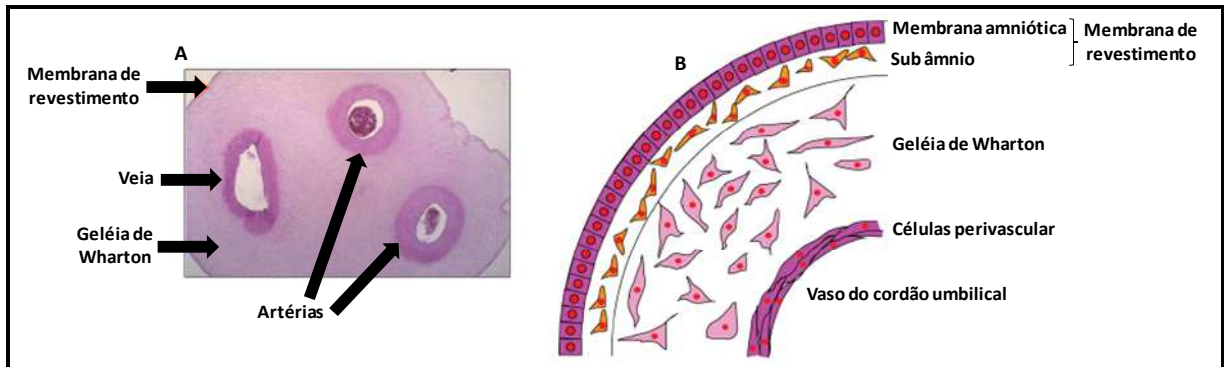 A
Membrana de
revestimento
Veia
Geléia de
Wharton
Artérias
B
Membrana amniótica
Sub âmnio
Membrana de
revestimento
Geléia de Wharton
Células perivascular
Vaso do cordão umbilical